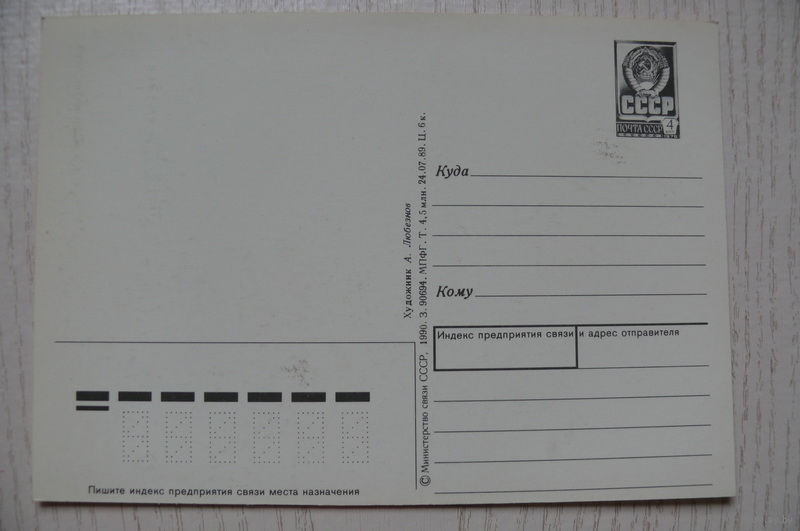 СССР
ПОЧТА СССР 4
Куда
Кому
Индекс предприятия связи и адрес отправителя
Художник А. Любезнов
© Министерство связи СССР, 1990. З. 90694. МПФГ. Т. 4,5 млн. 24.07.89. Ц. 6 к.
Пишите индекс предприятия связи места назначения